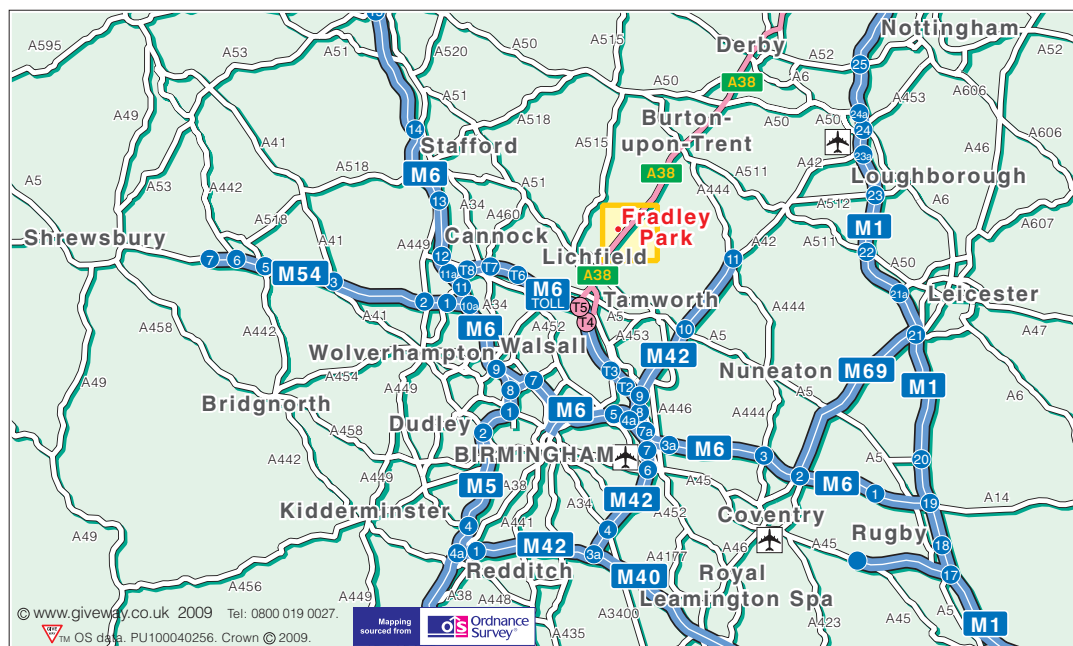 Nottingham
Derby
A595
A53
A51
A520
A50
A515
A52
A6
25
A52
A38
A606
A453
A50
A51
A49
14
A518
A50
A50
24a
24
23a
A606
Burton-
upon-Trent
A41
Stafford
A515
A46
A518
M6
A51
A38
A511
A42
Loughborough
A5
A53
A442
13
A34
A444
A512
23
A6
A518
A460
Fradley
Park
M1
A607
Shrewsbury
A41
A449
Cannock
Lichfield
A42
A511
22
7
6
5
M54
3
12
11a
T8
T7
T6
11
A38
11
A50
2
1
10a
M6
TOLL
T5
T4
Tamworth
A444
21a
Leicester
A458
A442
A41
A34
M6
A452
A5
A453
10
A5
21
A47
Wolverhampton
Walsall
M42
A49
A454
A449
9
7
T3
T2
Nuneaton
M69
M1
Bridgnorth
8
9
A446
A5
A6
Dudley
1
M6
5
4a
8
A444
A458
2
7a
BIRMINGHAM
7
3a
M6
3
A442
6
A45
2
M6
A5
20
A449
M5
A38
A34
M42
A452
1
19
A14
Kidderminster
4
A441
4
Coventry
Rugby
A49
4a
1
M42
3a
A46
A45
18
Redditch
A4177
17
A456
M40
Royal
Leamington Spa
A38
A448
A3400
A425
A5
M1
A435
A423
A45
© www.giveway.co.uk 2009 Tel: 0800 019 0027.
GIVE WAY
TM OS data. PU100040256. Crown © 2009.
Mapping
sourced from
OS Ordnance
Survey®